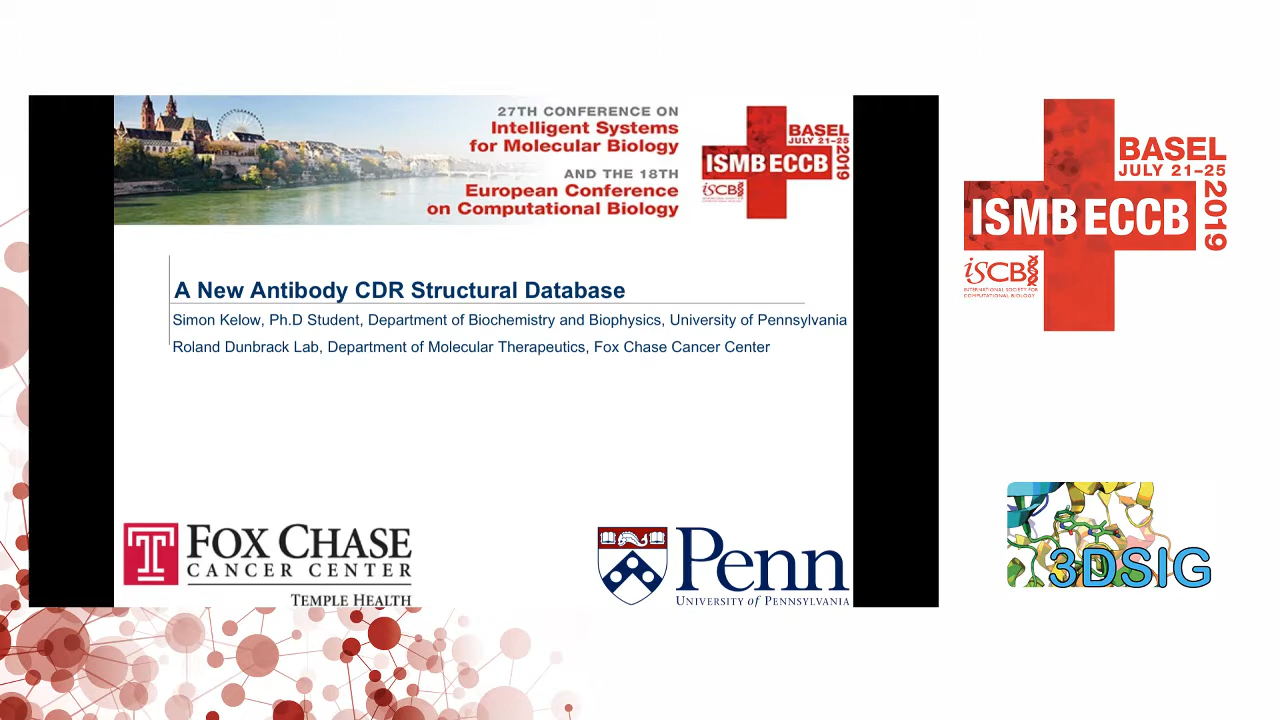 27TH CONFERENCE ON
Intelligent Systems
for Molecular Biology
AND THE 18TH
European Conference
on Computational Biology
BASEL
JULY 21–25
2019
ISMB ECCB
iSCB
A New Antibody CDR Structural Database
Simon Kelow, Ph.D Student, Department of Biochemistry and Biophysics, University of Pennsylvania
Roland Dunbrack Lab, Department of Molecular Therapeutics, Fox Chase Cancer Center
FOX CHASE
CANCER CENTER
TEMPLE HEALTH
Penn
UNIVERSITY of PENNSYLVANIA
BASEL
JULY 21–25
2019
ISMB ECCB
iSCB
INTERNATIONAL SOCIETY FOR
COMPUTATIONAL BIOLOGY
3DSIG